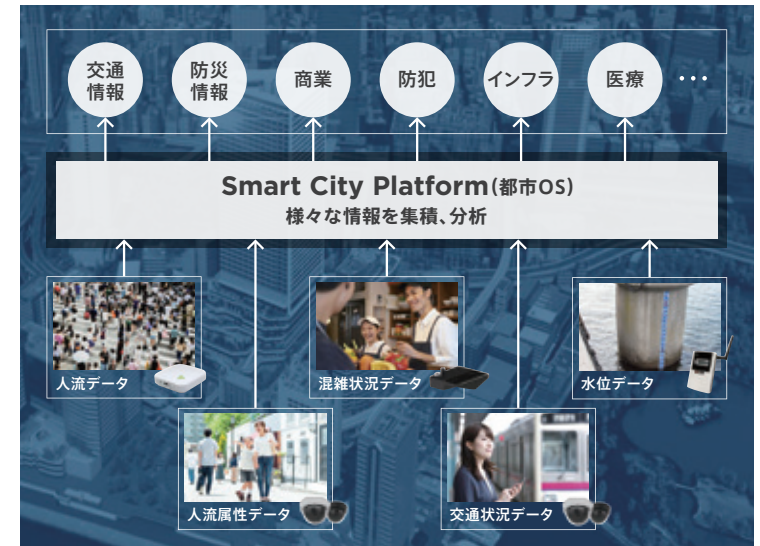 交通
情報
防災
情報
商業
防犯
インフラ
医療
・・・
Smart City Platform(都市OS)
様々な情報を集積、分析
人流データ
混雑状況データ
水位データ
人流属性データ
交通状況データ